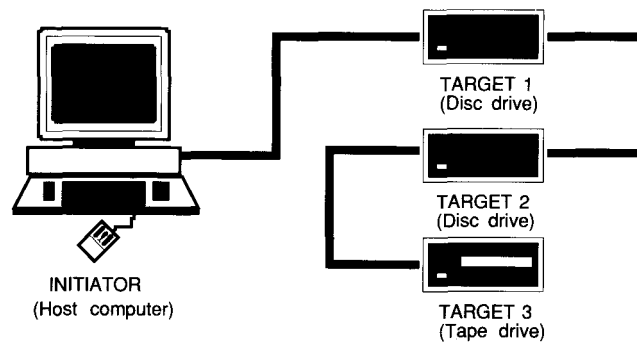 TARGET 1
(Disc drive)
TARGET 2
(Disc drive)
INITIATOR
(Host computer)
TARGET 3
(Tape drive)